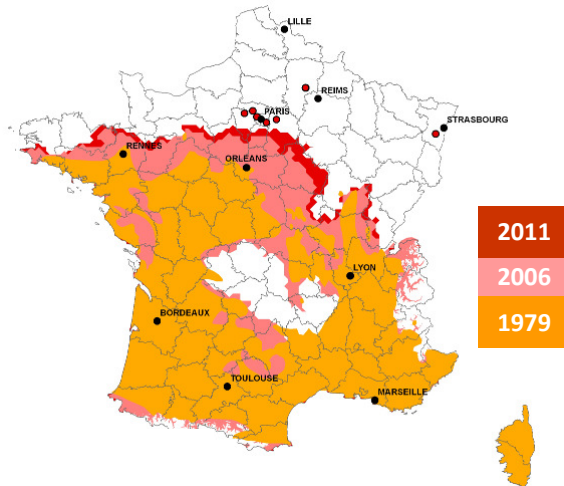 LILLE
REIMS
PARIS
STRASBOURG
RENNES
ORLEANS
2011
2006
1979
LYON
BORDEAUX
TOULOUSE
MARSEILLE